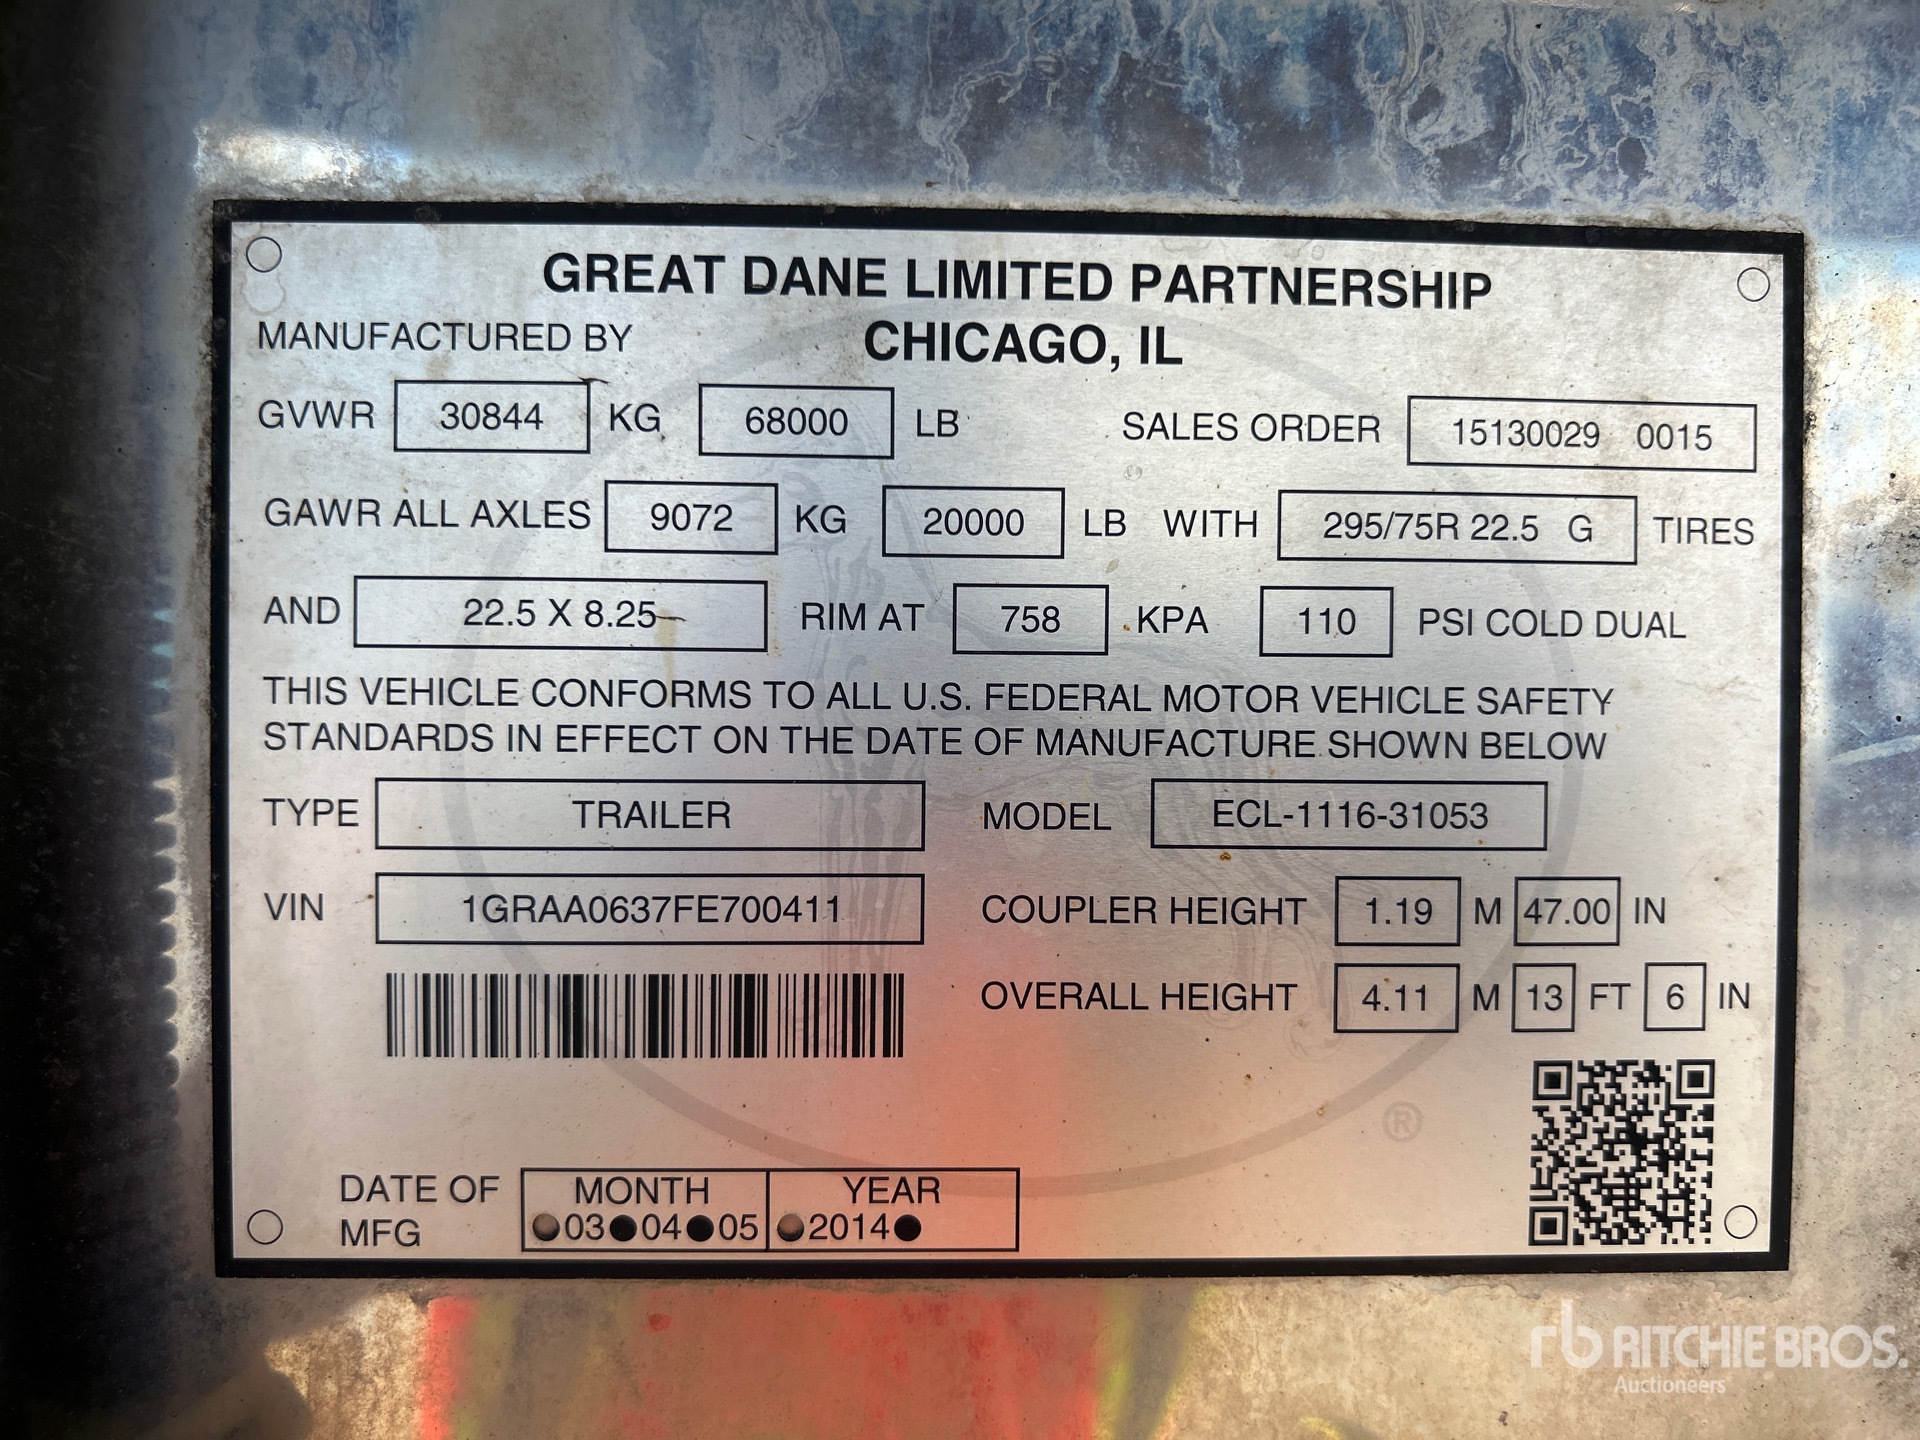 GREAT DANE LIMITED PARTNERSHIP
MANUFACTURED BY CHICAGO, IL
GVWR 30844 KG 68000 LB SALES ORDER 15130029 0015
GAWR ALL AXLES 9072 KG 20000 LB WITH 295/75R 22.5 G TIRES
AND 22.5 X 8.25 RIM AT 758 KPA 110 PSI COLD DUAL
THIS VEHICLE CONFORMS TO ALL U.S. FEDERAL MOTOR VEHICLE SAFETY
STANDARDS IN EFFECT ON THE DATE OF MANUFACTURE SHOWN BELOW
TYPE TRAILER MODEL ECL-1116-31053
VIN 1GRAA0637FE700411 COUPLER HEIGHT 1.19 M 47.00 IN
OVERALL HEIGHT 4.11 M 13 FT 6 IN
®
DATE OF MONTH YEAR
MFG 03 04 05 2014
rb RITCHIE BROS.
Auctioneers